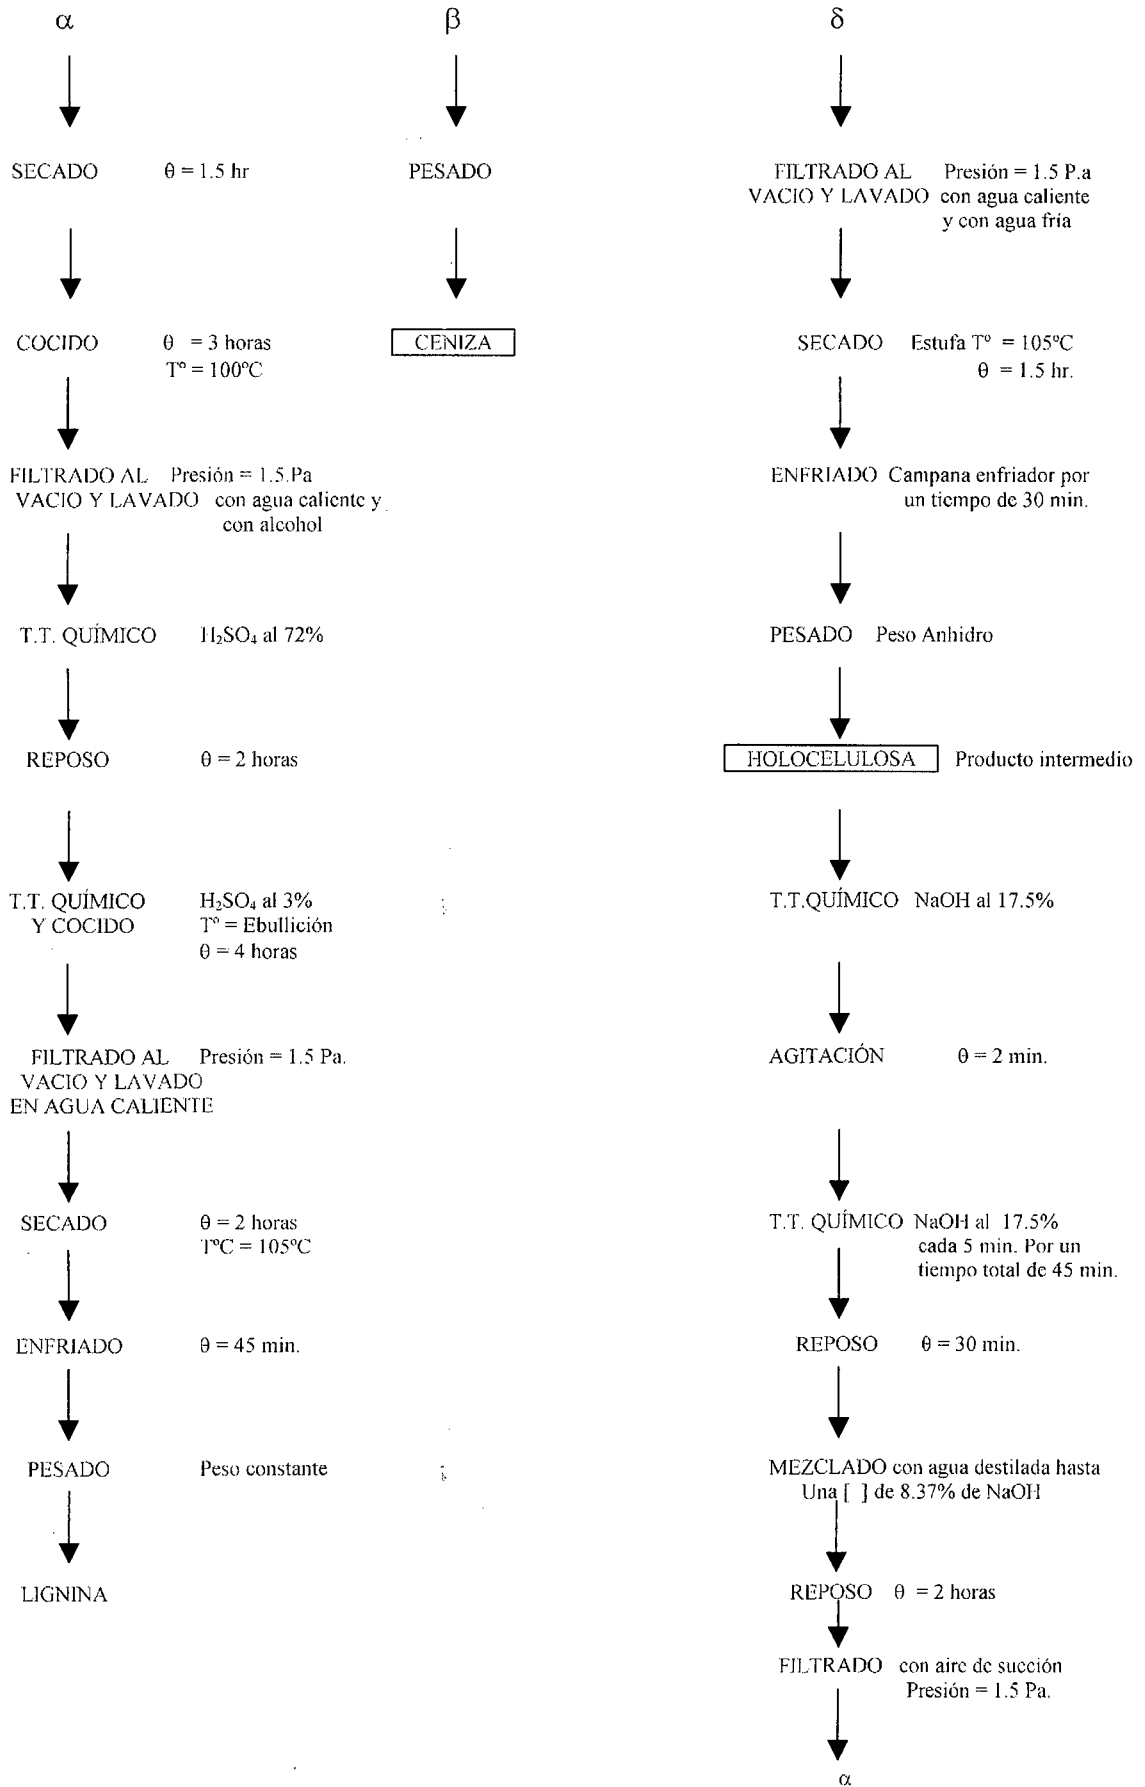 α
SECADO θ = 1.5 hr
COCIDO θ = 3 horas
Tº = 100ºC
FILTRADO AL Presión = 1.5.Pa
VACIO Y LAVADO con agua caliente y
con alcohol
T.T. QUÍMICO H₂SO₄ al 72%
REPOSO θ = 2 horas
T.T. QUÍMICO H₂SO₄ al 3%
Y COCIDO Tº = Ebullición
θ = 4 horas
FILTRADO AL Presión = 1.5 Pa.
VACIO Y LAVADO
EN AGUA CALIENTE
SECADO θ = 2 horas
TºC = 105ºC
ENFRIADO θ = 45 min.
PESADO Peso constante
LIGNINA
β
PESADO
CENIZA
δ
FILTRADO AL Presión = 1.5 P.a
VACIO Y LAVADO con agua caliente
y con agua fría
SECADO Estufa Tº = 105ºC
θ = 1.5 hr.
ENFRIADO Campana enfriador por
un tiempo de 30 min.
PESADO Peso Anhidro
HOLOCELULOSA Producto intermedio
T.T.QUÍMICO NaOH al 17.5%
AGITACIÓN θ = 2 min.
T.T. QUÍMICO NaOH al 17.5%
cada 5 min. Por un
tiempo total de 45 min.
REPOSO θ = 30 min.
MEZCLADO con agua destilada hasta
Una [ ] de 8.37% de NaOH
REPOSO θ = 2 horas
FILTRADO con aire de succión
Presión = 1.5 Pa.
α